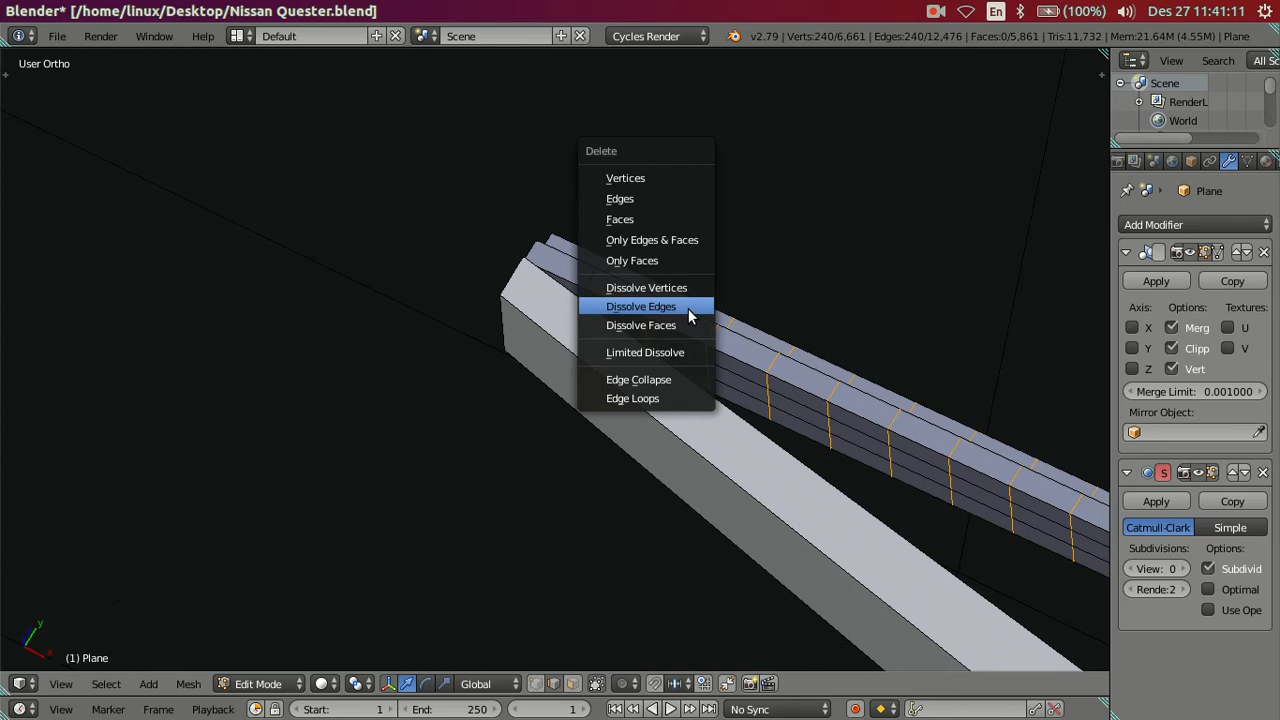 Blender* [/home/linux/Desktop/Nissan Quester.blend]
En
(100%)
Des 27 11:41:11
File
Render
Window
Help
Default
Scene
Cycles Render
v2.79 | Verts:240/6,661 | Edges:240/12,476 | Faces:0/5,861 | Tris:11,732 | Mem:21.64M (4.55M) | Plane
User Ortho
Delete
Vertices
Edges
Faces
Only Edges & Faces
Only Faces
Dissolve Vertices
Dissolve Edges
Dissolve Faces
Limited Dissolve
Edge Collapse
Edge Loops
View
Search
All Sc
Scene
RenderL
World
Plane
Add Modifier
Apply
Copy
Axis:
Options:
Textures:
X
Merg
U
Y
Clipp
V
Z
Vert
Merge Limit: 0.001000
Mirror Object:
S
Apply
Copy
Catmull-Clark
Simple
Subdivisions:
Options:
View: 0
Subdivid
Rende:2
Optimal
Use Ope
y
x
(1) Plane
View
Select
Add
Mesh
Edit Mode
Global
View
Marker
Frame
Playback
Start: 1
End: 250
1
No Sync